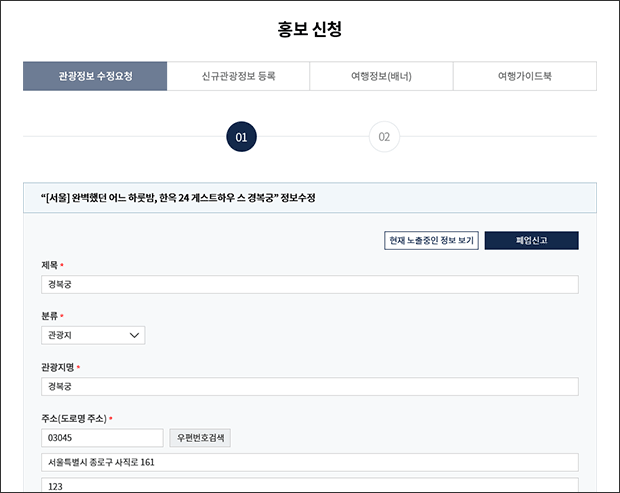 홍보 신청
관광정보 수정요청 신규관광정보 등록 여행정보(배너) 여행가이드북
01 02
“[서울] 완벽했던 어느 하룻밤, 한옥 24 게스트하우 스 경복궁” 정보수정
현재 노출중인 정보 보기 폐업신고
제목 *
경복궁
분류 *
관광지
관광지명 *
경복궁
주소(도로명 주소) *
03045 우편번호검색
서울특별시 종로구 사직로 161
123